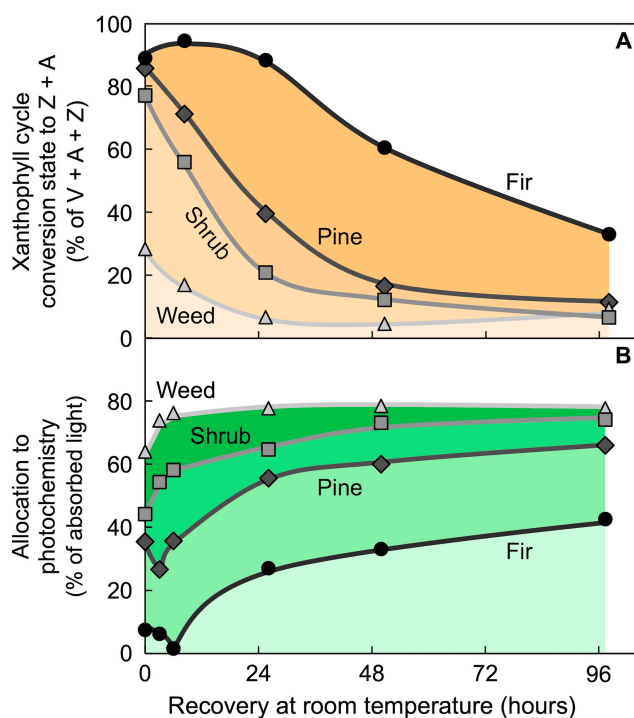 A
Xanthophyll cycle
conversion state to Z + A
(% of V + A + Z)
100
80
60
40
20
0
Fir
Pine
Shrub
Weed
B
Allocation to
photochemistry
(% of absorbed light)
80
60
40
20
0
Weed
Shrub
Pine
Fir
0 24 48 72 96
Recovery at room temperature (hours)